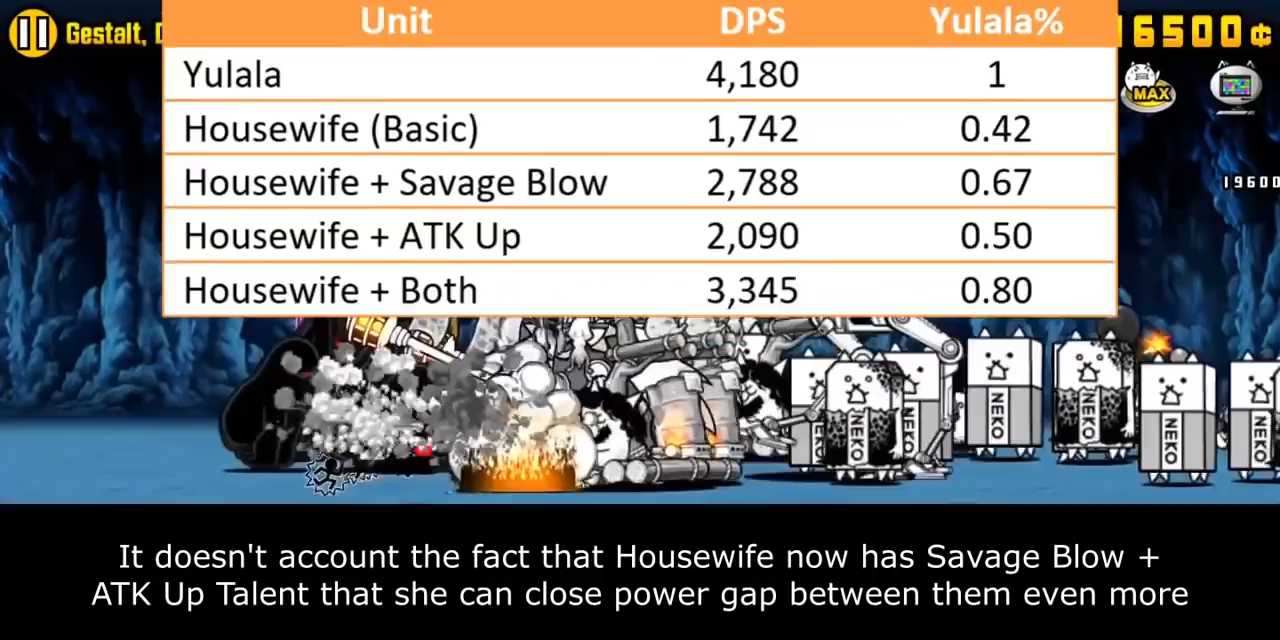 Gestalt,
Unit DPS Yulala%
6500¢
Yulala 4,180 1
MAX
Housewife (Basic) 1,742 0.42
Housewife + Savage Blow 2,788 0.67
19600
Housewife + ATK Up 2,090 0.50
Housewife + Both 3,345 0.80
NEKO
NEKO
NEKO
NEKO
It doesn't account the fact that Housewife now has Savage Blow +
ATK Up Talent that she can close power gap between them even more